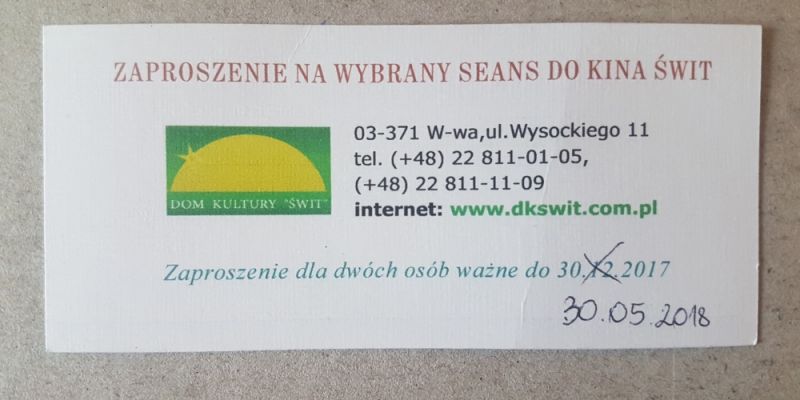 ZAPROSZENIE NA WYBRANY SEANS DO KINA ŚWIT
DOM KULTURY "ŚWIT"
03-371 W-wa,ul.Wysockiego 11
tel. (+48) 22 811-01-05,
(+48) 22 811-11-09
internet: www.dkswit.com.pl
Zaproszenie dla dwóch osób ważne do 30.12.2017
30.05.2018